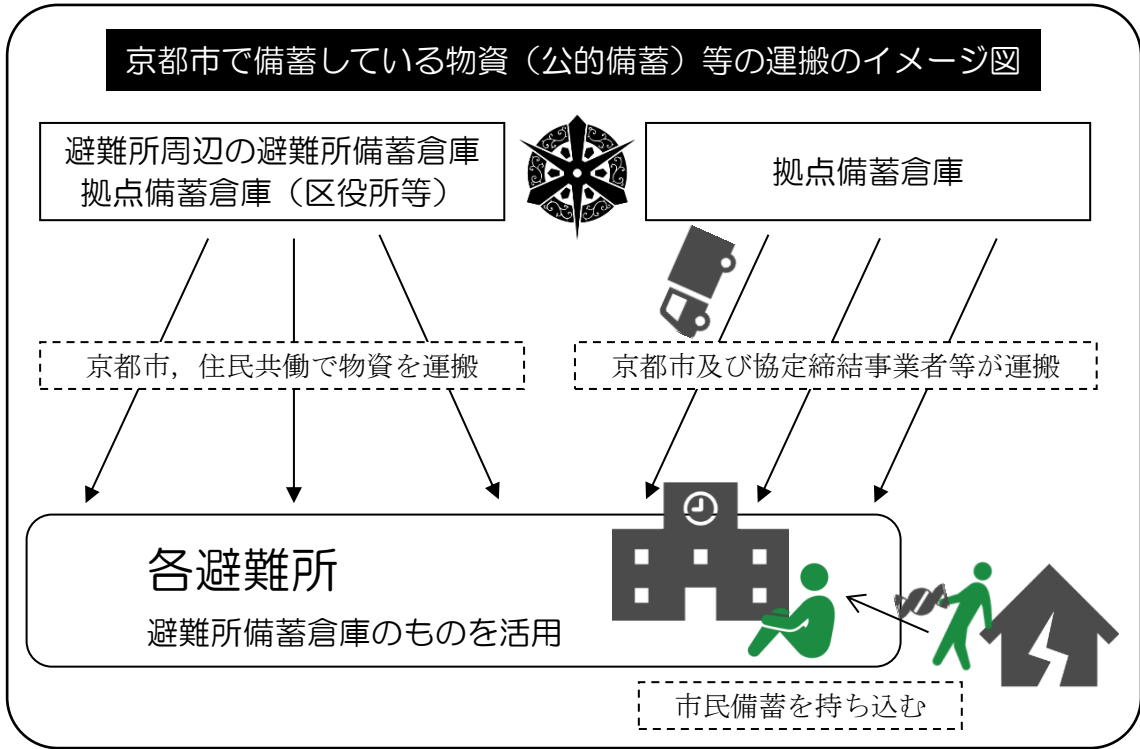 京都市で備蓄している物資（公的備蓄）等の運搬のイメージ図
避難所周辺の避難所備蓄倉庫
拠点備蓄倉庫（区役所等）
拠点備蓄倉庫
京都市，住民共働で物資を運搬
京都市及び協定締結事業者等が運搬
各避難所
避難所備蓄倉庫のものを活用
市民備蓄を持ち込む